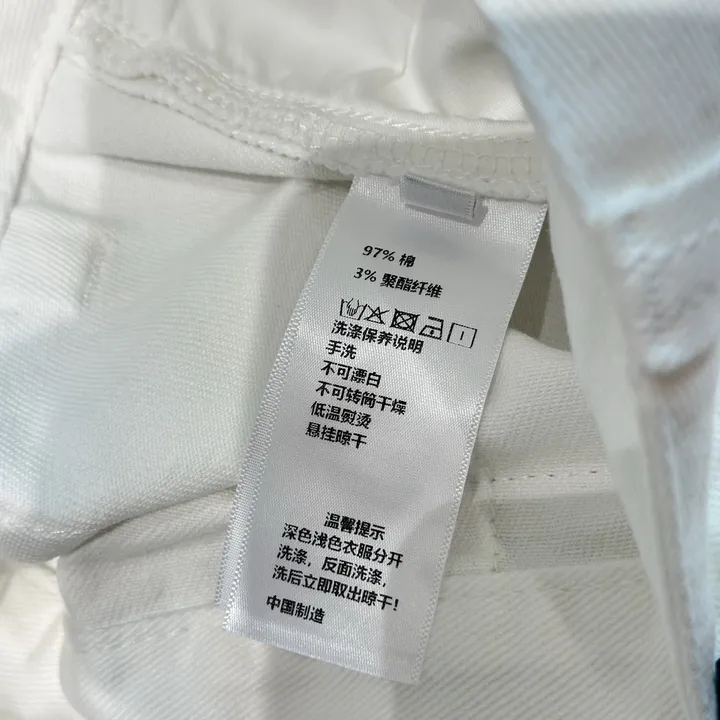 97% 棉
3% 聚酯纤维
洗涤保养说明
手洗
不可漂白
不可转筒干燥
低温熨烫
悬挂晾干
温馨提示
深色浅色衣服分开
洗涤，反面洗涤，
洗后立即取出晾干！
中国制造